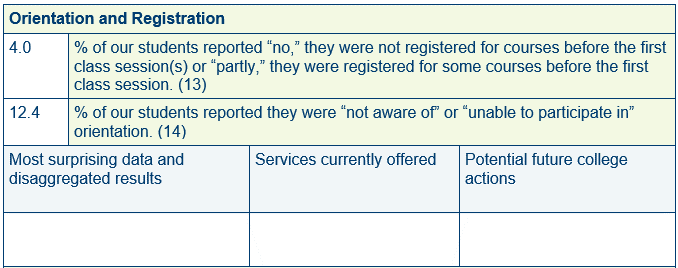 Orientation and Registration
4.0 % of our students reported “no,” they were not registered for courses before the first
class session(s) or “partly,” they were registered for some courses before the first
class session. (13)
12.4 % of our students reported they were “not aware of” or “unable to participate in”
orientation. (14)
Most surprising data and
disaggregated results
Services currently offered
Potential future college
actions